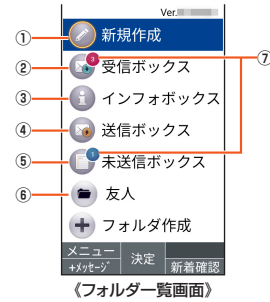 Ver.
① 新規作成
② 3 受信ボックス ⑦
③ インフォボックス
④ 送信ボックス
⑤ 1 未送信ボックス
⑥ 友人
フォルダ作成
メニュー 決定
+メッセージ 新着確認
《フォルダ一覧画面》